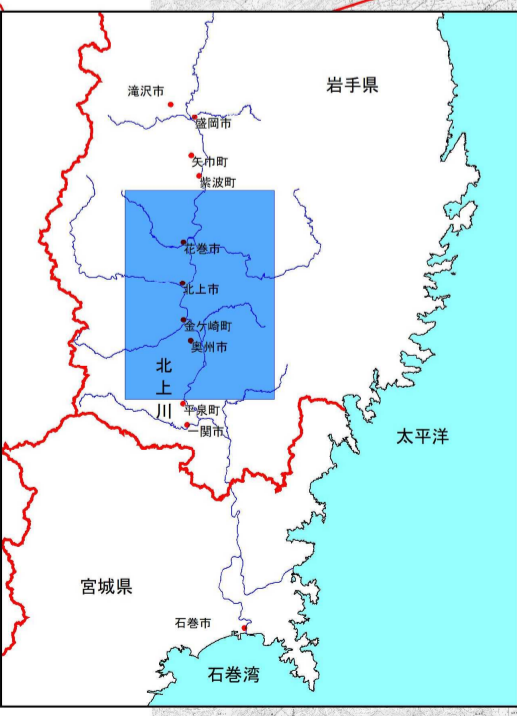 滝沢市
岩手県
盛岡市
矢巾町
紫波町
花巻市
北上市
金ケ崎町
奥州市
北上川
平泉町
一関市
太平洋
宮城県
石巻市
石巻湾